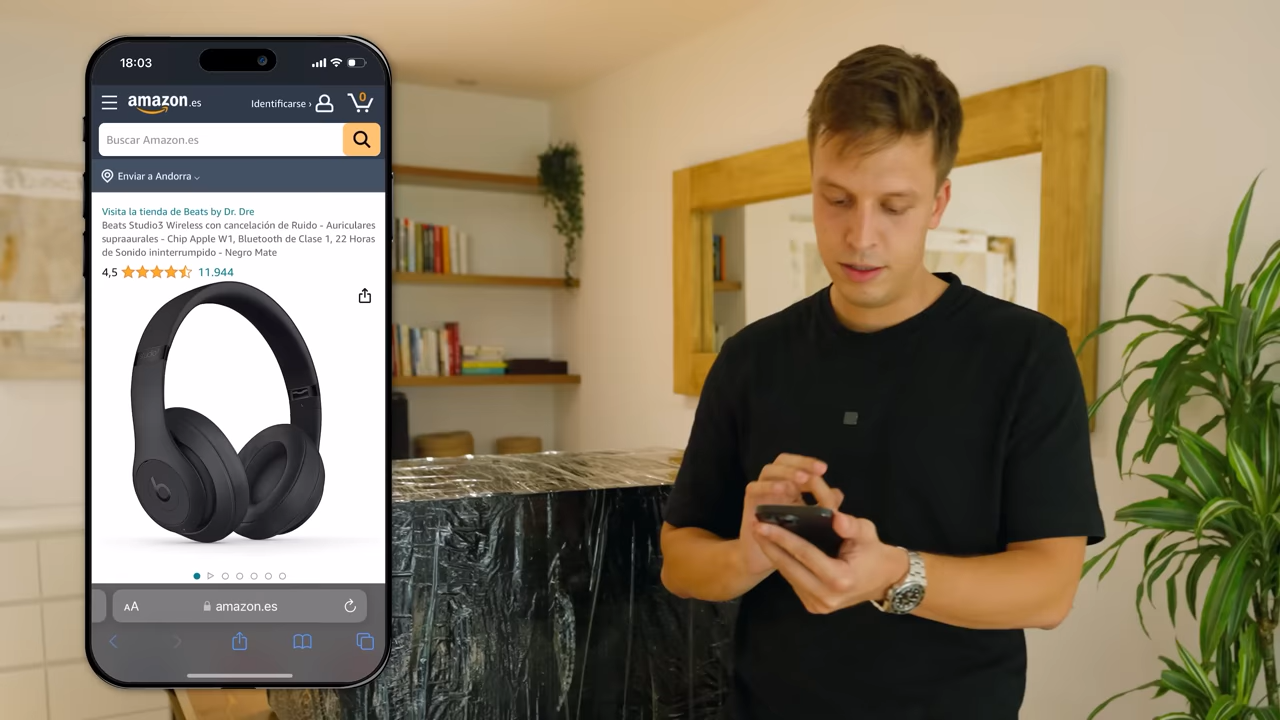 18:03
amazon.es
Identificarse ›
0
Buscar Amazon.es
Enviar a Andorra
Visita la tienda de Beats by Dr. Dre
Beats Studio3 Wireless con cancelación de Ruido - Auriculares
supraaurales - Chip Apple W1, Bluetooth de Clase 1, 22 Horas
de Sonido ininterrumpido - Negro Mate
4,5
11.944
AA
amazon.es